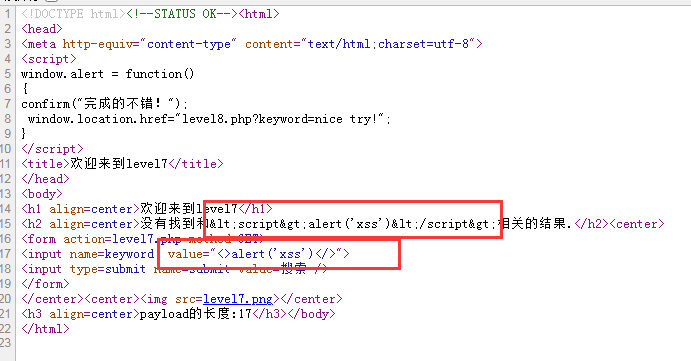 1 <!DOCTYPE html><!--STATUS OK--><html>
2 <head>
3 <meta http-equiv="content-type" content="text/html;charset=utf-8">
4 <script>
5 window.alert = function()
6 {
7 confirm("完成的不错！");
8 window.location.href="level8.php?keyword=nice try!";
9 }
10 </script>
11 <title>欢迎来到level7</title>
12 </head>
13 <body>
14 <h1 align=center>欢迎来到level7</h1>
15 <h2 align=center>没有找到和&lt;script&gt;alert('xss')&lt;/script&gt;相关的结果.</h2><center>
16 <form action=level7.php method=GET>
17 <input name=keyword value="<>alert('xss')</>">
18 <input type=submit name=submit value=搜索 />
19 </form>
20 </center><center><img src=level7.png></center>
21 <h3 align=center>payload的长度:17</h3></body>
22 </html>
23